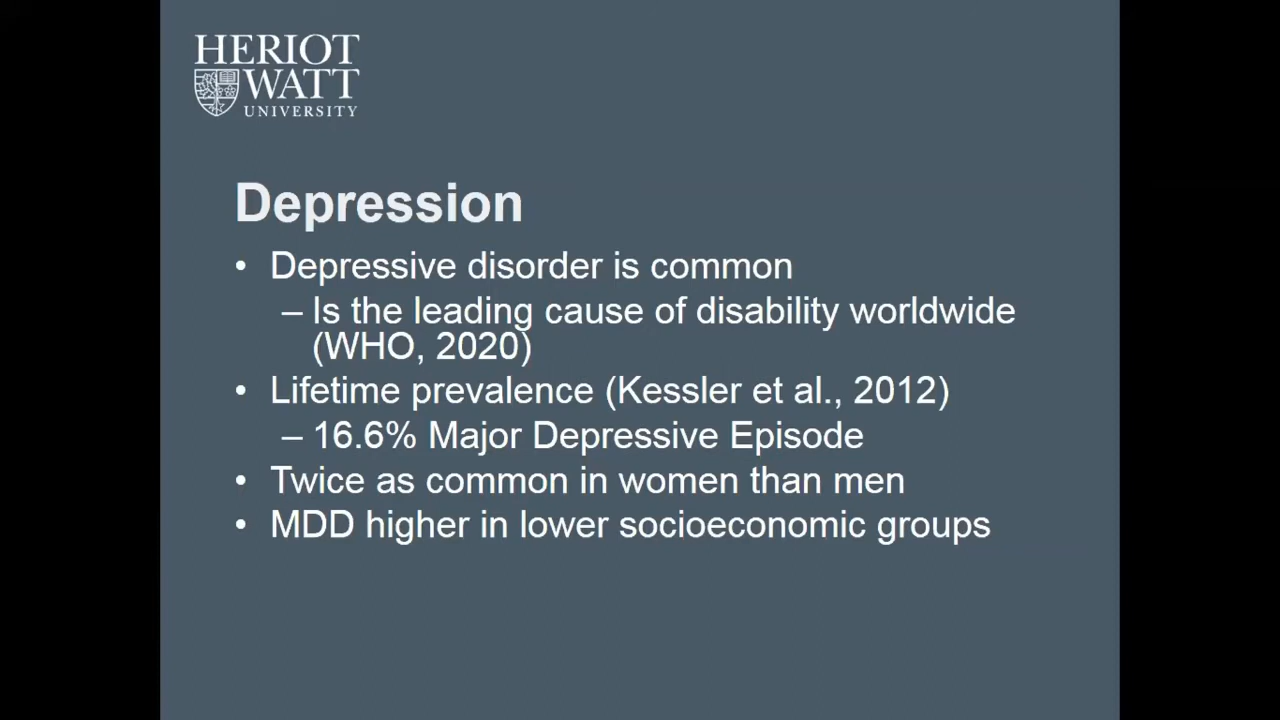 HERIOT
WATT
UNIVERSITY
Depression
• Depressive disorder is common
– Is the leading cause of disability worldwide
(WHO, 2020)
• Lifetime prevalence (Kessler et al., 2012)
– 16.6% Major Depressive Episode
• Twice as common in women than men
• MDD higher in lower socioeconomic groups